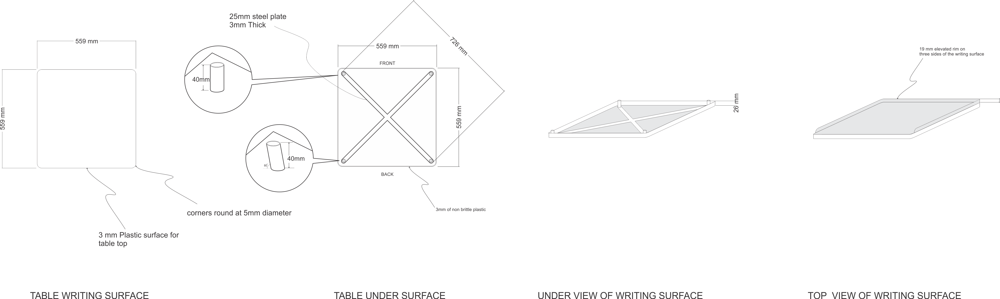 25mm steel plate
3mm Thick
559 mm
559 mm
40mm
559 mm
726 mm
FRONT
559 mm
40mm
80°
BACK
3mm of non brittle plastic
corners round at 5mm diameter
3 mm Plastic surface for
table top
26 mm
19 mm elevated rim on
three sides of the writing surface
TABLE WRITING SURFACE
TABLE UNDER SURFACE
UNDER VIEW OF WRITING SURFACE
TOP VIEW OF WRITING SURFACE